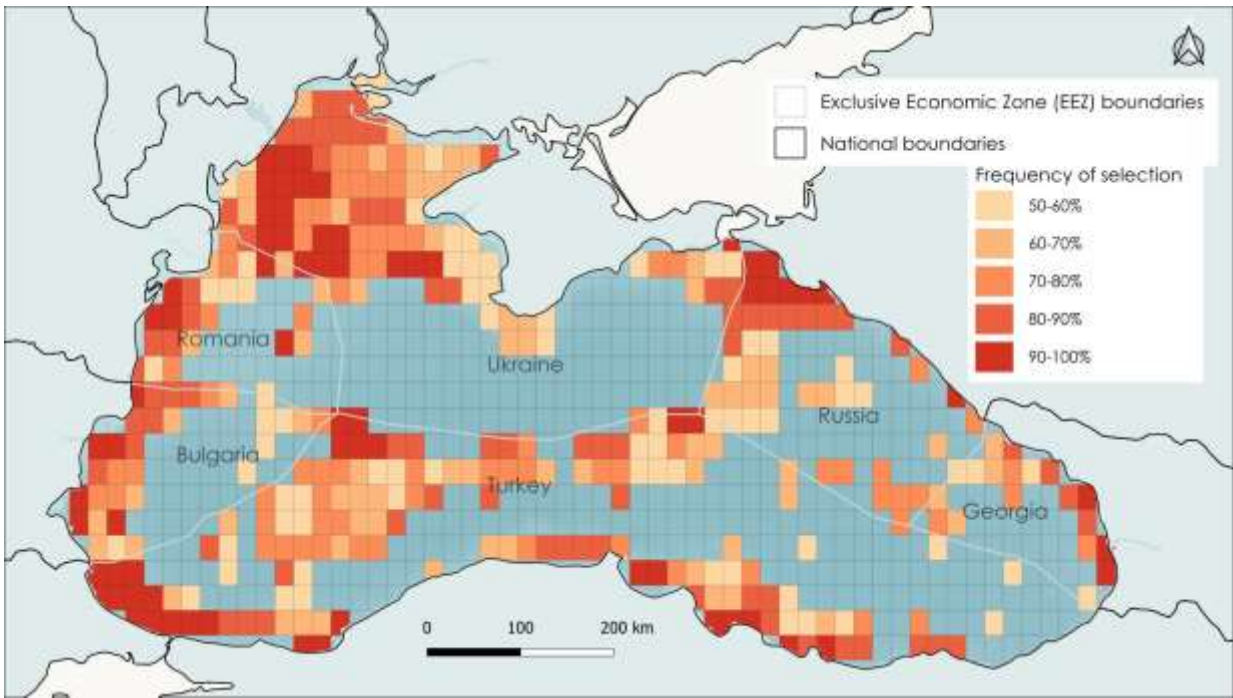 Exclusive Economic Zone (EEZ) boundaries
National boundaries
Frequency of selection
50-60%
60-70%
70-80%
80-90%
90-100%
Romania
Ukraine
Russia
Bulgaria
Turkey
Georgia
0 100 200 km